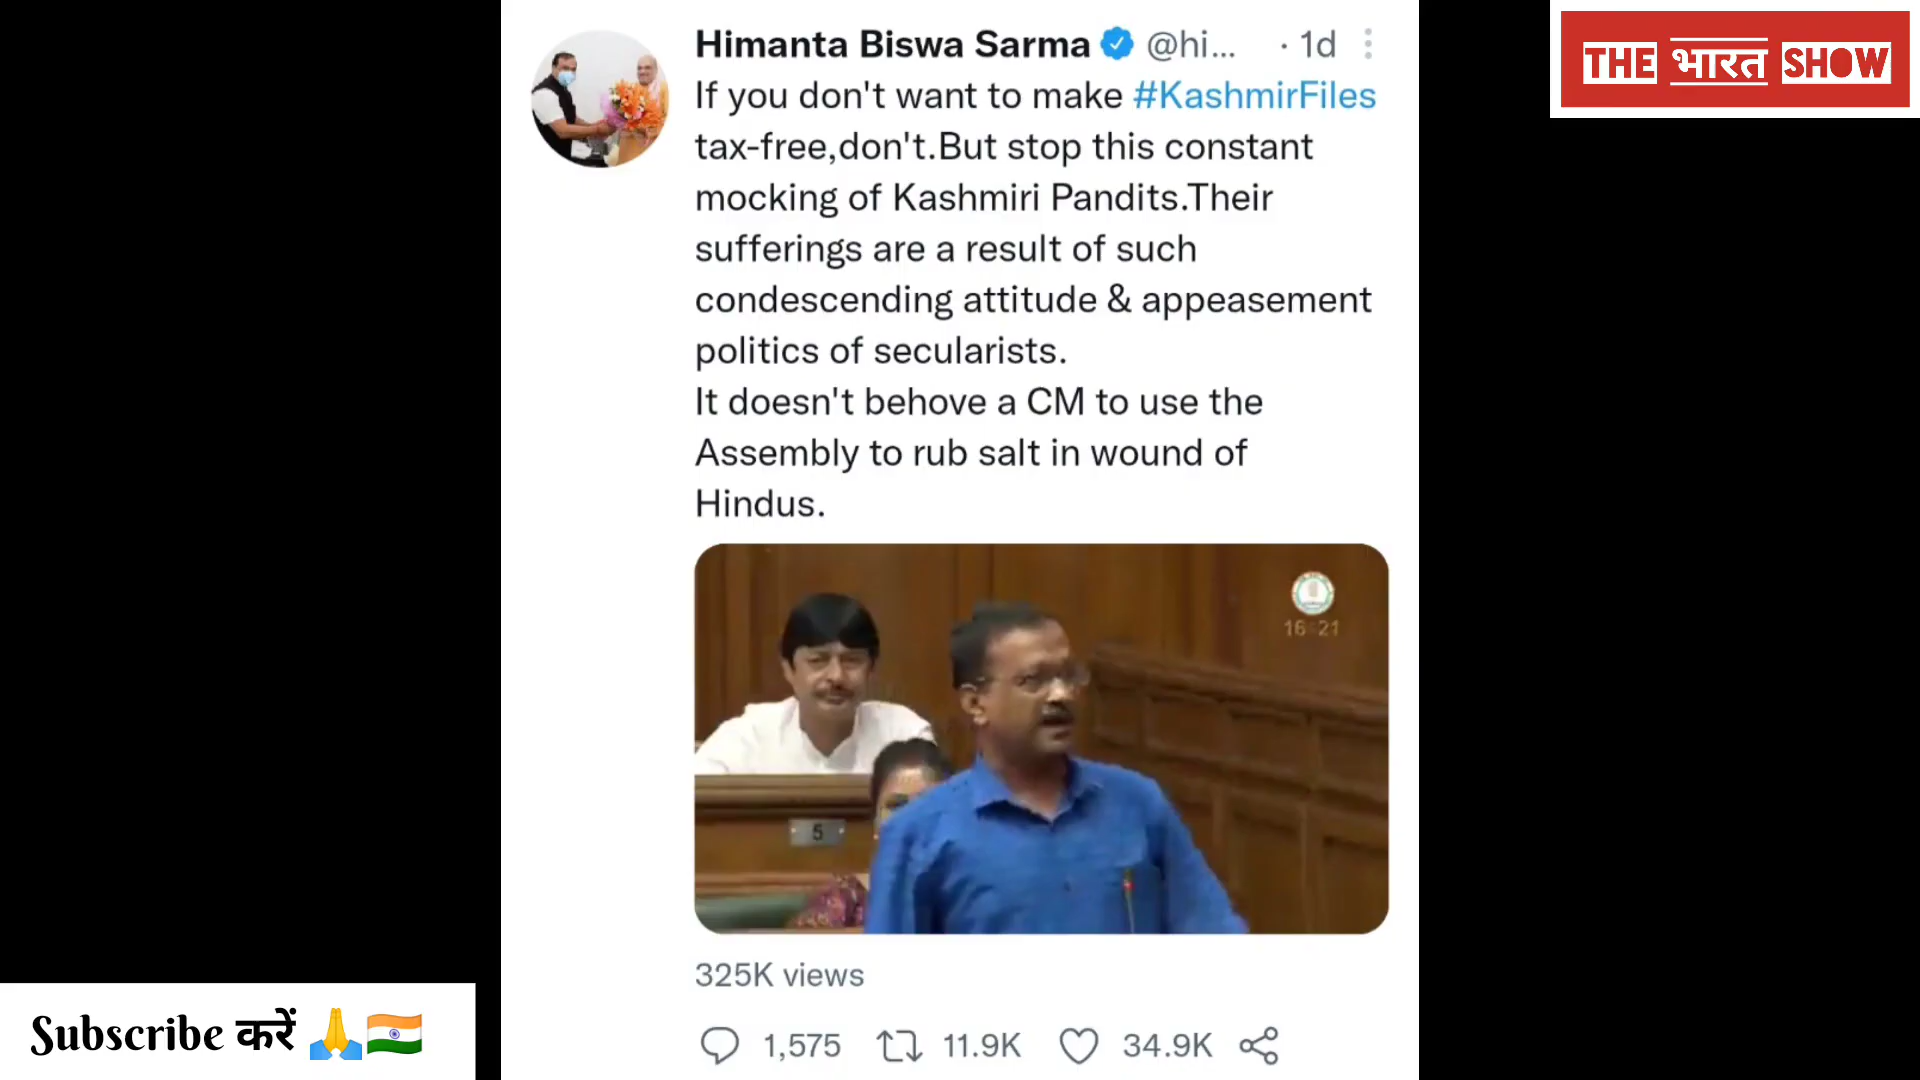 Himanta Biswa Sarma @hi... · 1d
If you don't want to make #KashmirFiles
tax-free,don't.But stop this constant
mocking of Kashmiri Pandits.Their
sufferings are a result of such
condescending attitude & appeasement
politics of secularists.
It doesn't behove a CM to use the
Assembly to rub salt in wound of
Hindus.
16:21
5
325K views
1,575 11.9K 34.9K
THE भारत SHOW
Subscribe करें 🙏🇮🇳